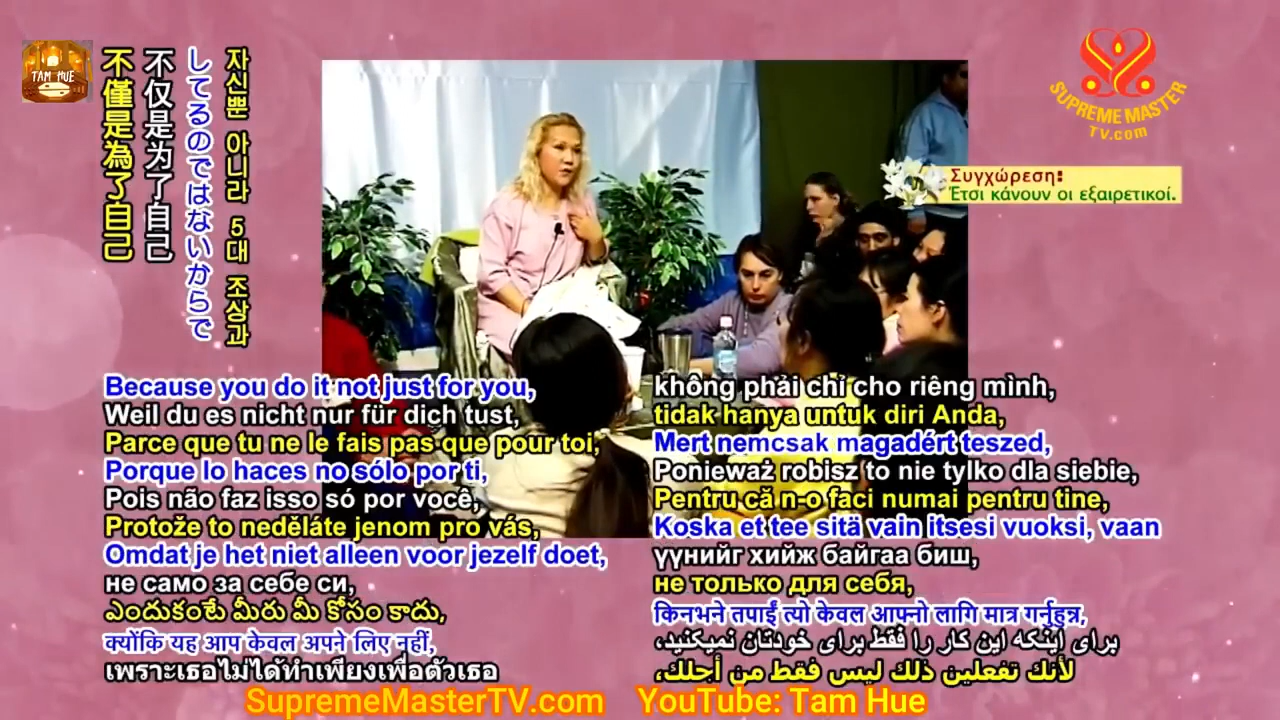 TAM HUE
不僅是為了自己
不仅是为了自己
してるのではないからで
자신뿐 아니라 5대 조상과
SUPREME MASTER
TV.com
Συγχώρεση:
Έτσι κάνουν οι εξαιρετικοί.
Because you do it not just for you,
Weil du es nicht nur für dich tust,
Parce que tu ne le fais pas que pour toi,
Porque lo haces no sólo por ti,
Pois não faz isso só por você,
Protože to neděláte jenom pro vás,
Omdat je het niet alleen voor jezelf doet,
не само за себе си,
ఎందుకంటే మీరు మీ కోసం కాదు,
क्योंकि यह आप केवल अपने लिए नहीं,
เพราะเธอไม่ได้ทำเพียงเพื่อตัวเธอ
không phải chỉ cho riêng mình,
tidak hanya untuk diri Anda,
Mert nemcsak magadért teszed,
Ponieważ robisz to nie tylko dla siebie,
Pentru că n-o faci numai pentru tine,
Koska et tee sitä vain itsesi vuoksi, vaan
үүнийг хийж байгаа биш,
не только для себя,
किनभने तपाईं त्यो केवल आफ्नो लागि मात्र गर्नुहुन्न,
برای اینکه این کار را فقط برای خودتان نمیکنید،
لأنك تفعلين ذلك ليس فقط من أجلك،
SupremeMasterTV.com YouTube: Tam Hue